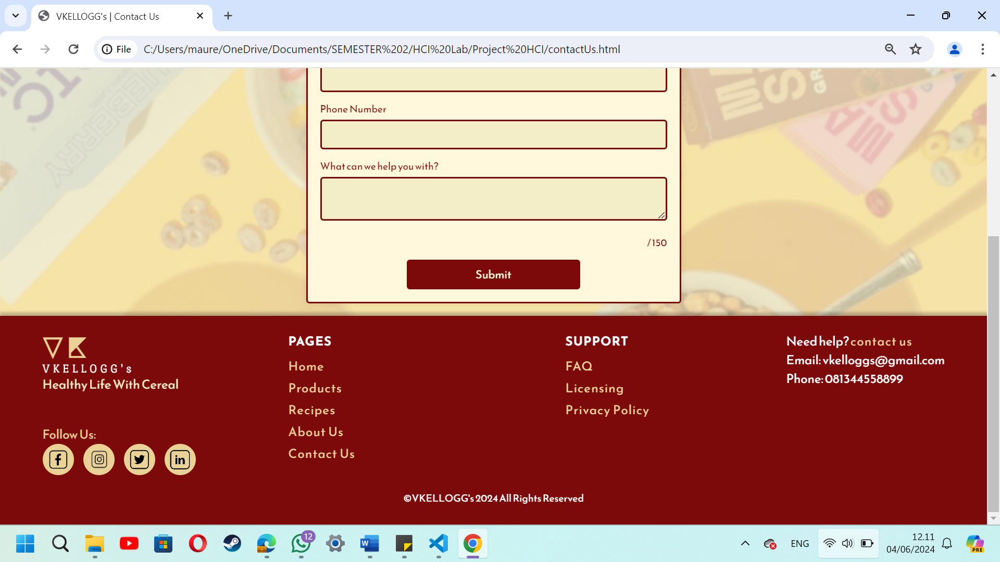 VKELLOGG's | Contact Us
File
C:/Users/maure/OneDrive/Documents/SEMESTER%202/HCI%20Lab/Project%20HCI/contactUs.html
BERRY
Phone Number
What can we help you with?
/ 150
Submit
VK
VKELLOGG's
Healthy Life With Cereal
Follow Us:
PAGES
Home
Products
Recipes
About Us
Contact Us
SUPPORT
FAQ
Licensing
Privacy Policy
Need help? contact us
Email: vkelloggs@gmail.com
Phone: 081344558899
©VKELLOGG's 2024 All Rights Reserved
12
ENG
12.11
04/06/2024
PRE